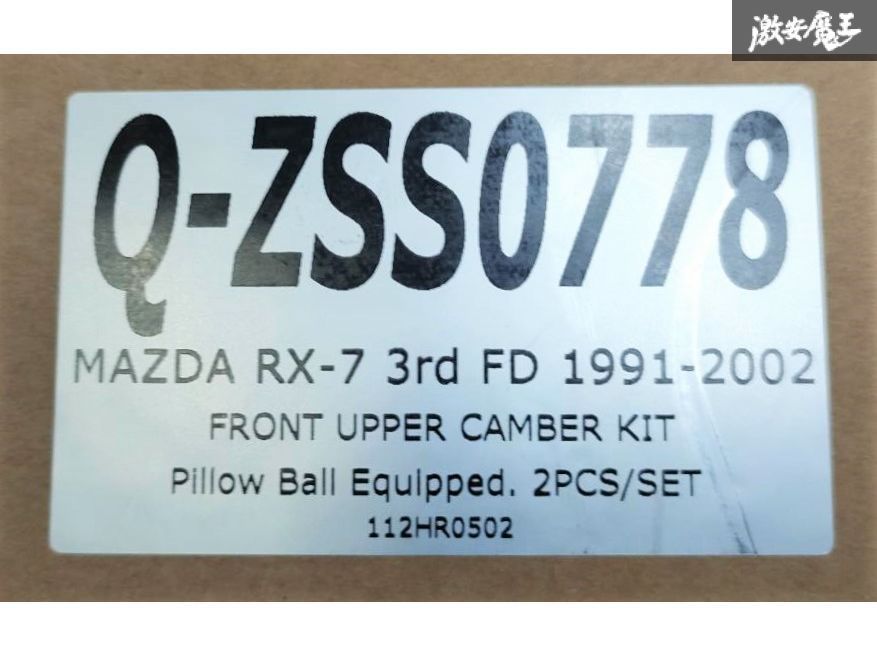 激安魔王
Q-ZSS0778
MAZDA RX-7 3rd FD 1991-2002
FRONT UPPER CAMBER KIT
Pillow Ball Equipped. 2PCS/SET
112HR0502